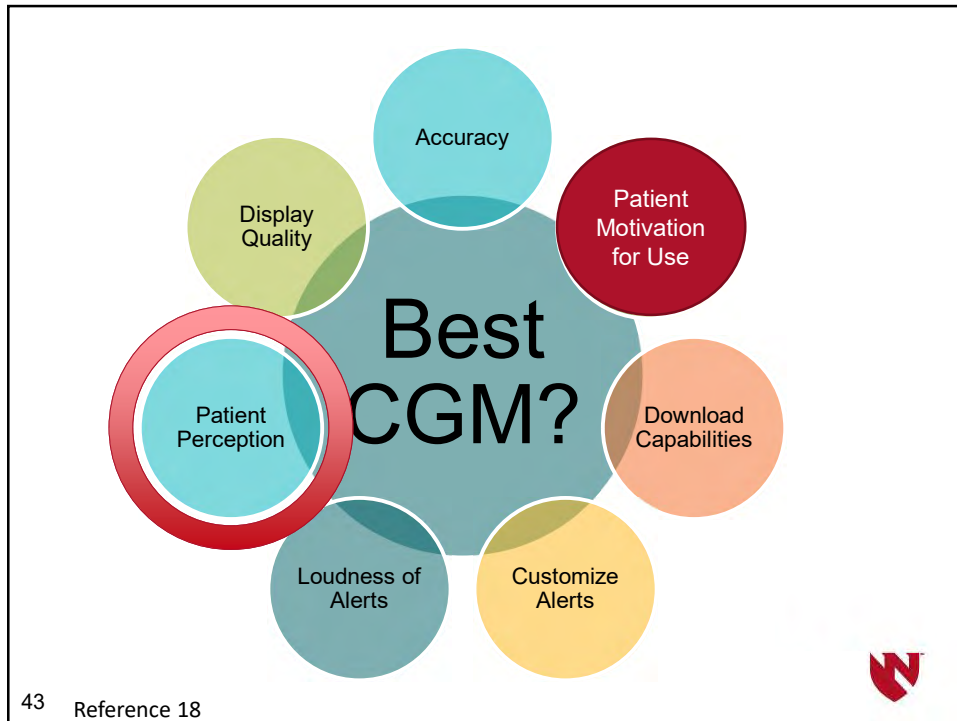 Accuracy
Patient
Motivation
for Use
Display
Quality
Best
CGM?
Patient
Perception
Download
Capabilities
Loudness of
Alerts
Customize
Alerts
43
Reference 18
N